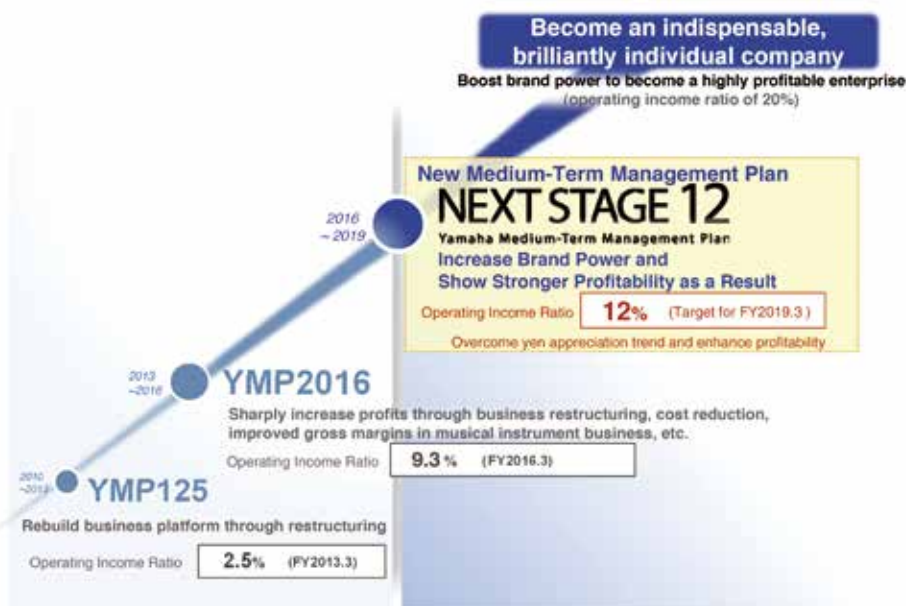 Become an indispensable,
brilliantly individual company
Boost brand power to become a highly profitable enterprise
(operating income ratio of 20%)
New Medium-Term Management Plan
NEXT STAGE 12
Yamaha Medium-Term Management Plan
Increase Brand Power and
Show Stronger Profitability as a Result
Operating Income Ratio 12% (Target for FY2019.3)
Overcome yen appreciation trend and enhance profitability
2016
~ 2019
2013
~2016
YMP2016
Sharply increase profits through business restructuring, cost reduction,
improved gross margins in musical instrument business, etc.
Operating Income Ratio 9.3 % (FY2016.3)
2010
~2013
YMP125
Rebuild business platform through restructuring
Operating Income Ratio 2.5% (FY2013.3)